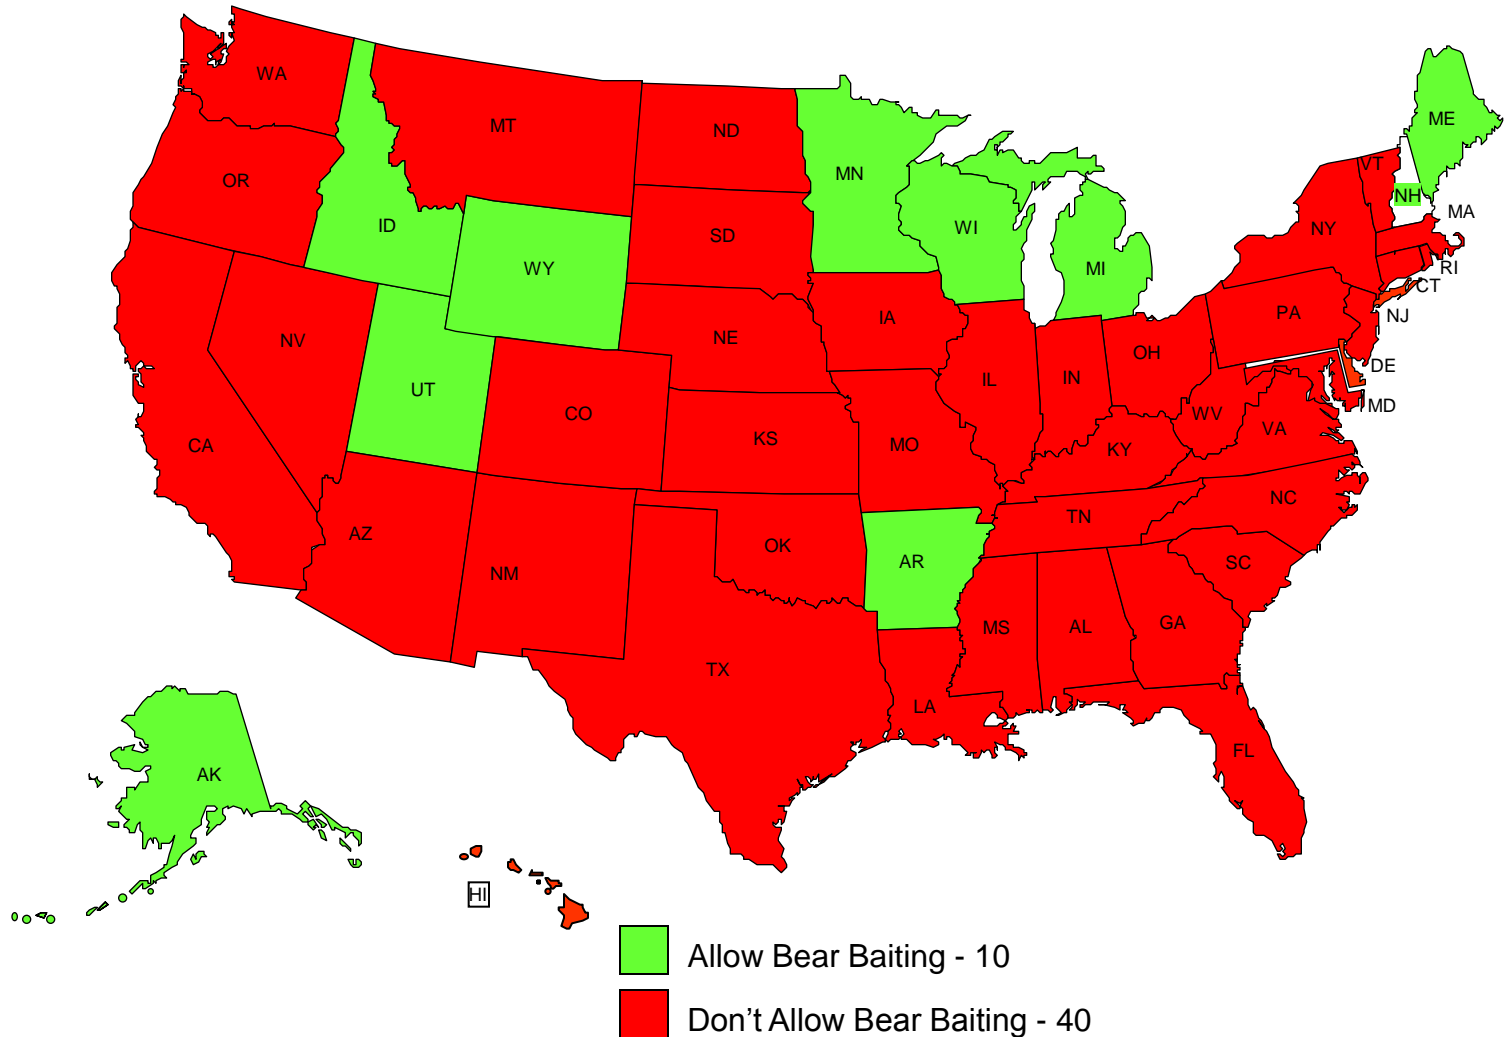 WA
MT
ND
MN
ME
VT
OR
ID
WY
SD
WI
MI
NY
NH
MA
RI
CT
NV
UT
CO
NE
IA
IL
IN
OH
PA
NJ
DE
MD
CA
AZ
NM
KS
MO
KY
WV
VA
OK
AR
TN
NC
SC
TX
LA
MS
AL
GA
FL
AK
HI
Allow Bear Baiting - 10
Don't Allow Bear Baiting - 40